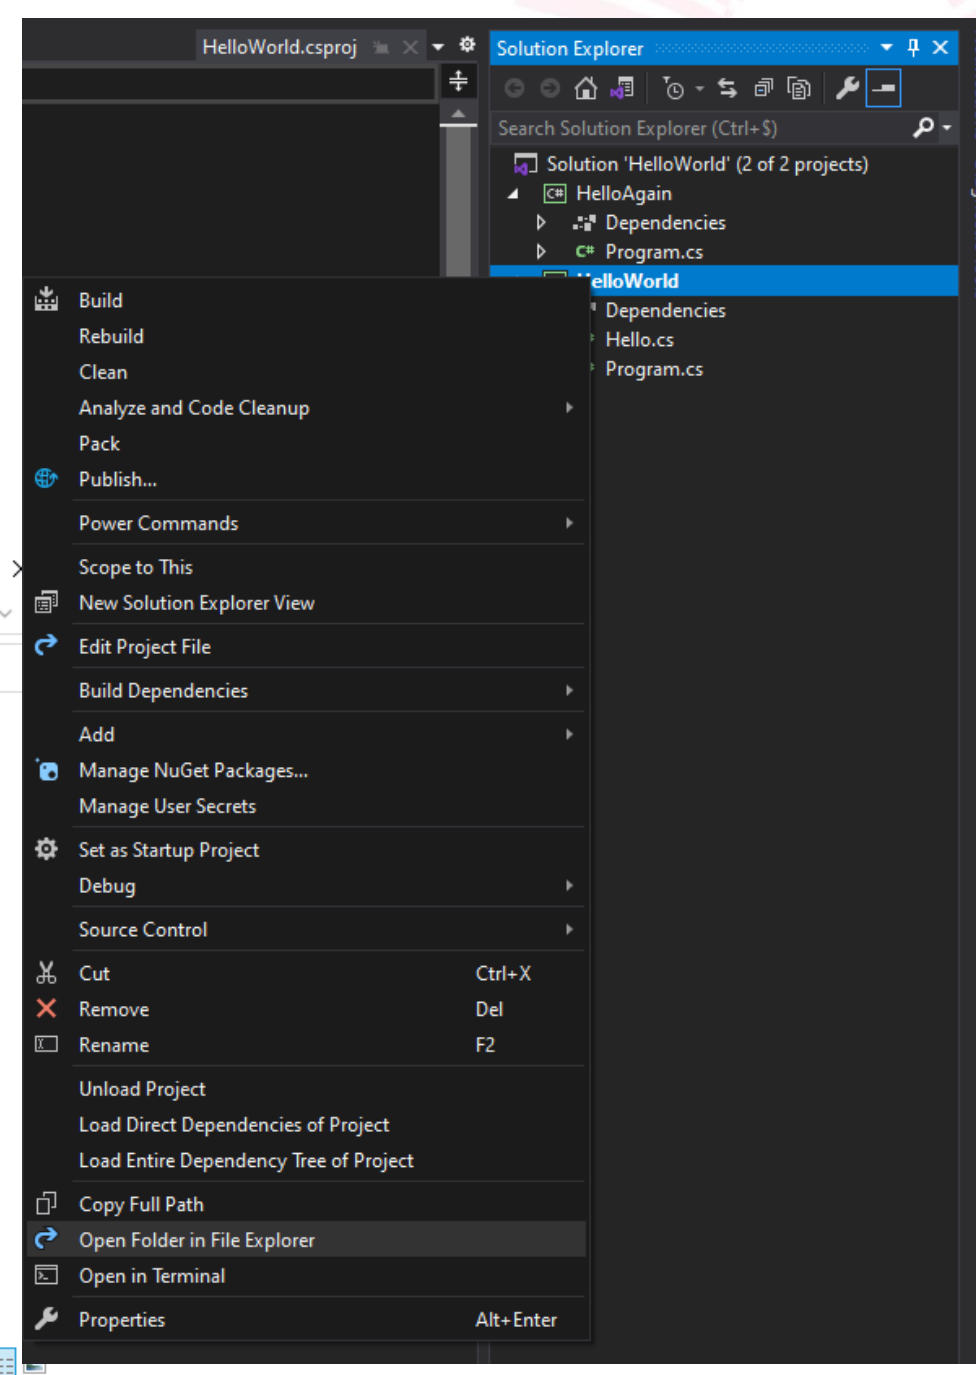 HelloWorld.csproj
Solution Explorer
Search Solution Explorer (Ctrl+$)
Solution 'HelloWorld' (2 of 2 projects)
C# HelloAgain
Dependencies
C# Program.cs
elloWorld
Dependencies
Hello.cs
Program.cs
Build
Rebuild
Clean
Analyze and Code Cleanup
Pack
Publish...
Power Commands
Scope to This
New Solution Explorer View
Edit Project File
Build Dependencies
Add
Manage NuGet Packages...
Manage User Secrets
Set as Startup Project
Debug
Source Control
Cut Ctrl+X
Remove Del
Rename F2
Unload Project
Load Direct Dependencies of Project
Load Entire Dependency Tree of Project
Copy Full Path
Open Folder in File Explorer
Open in Terminal
Properties Alt+Enter